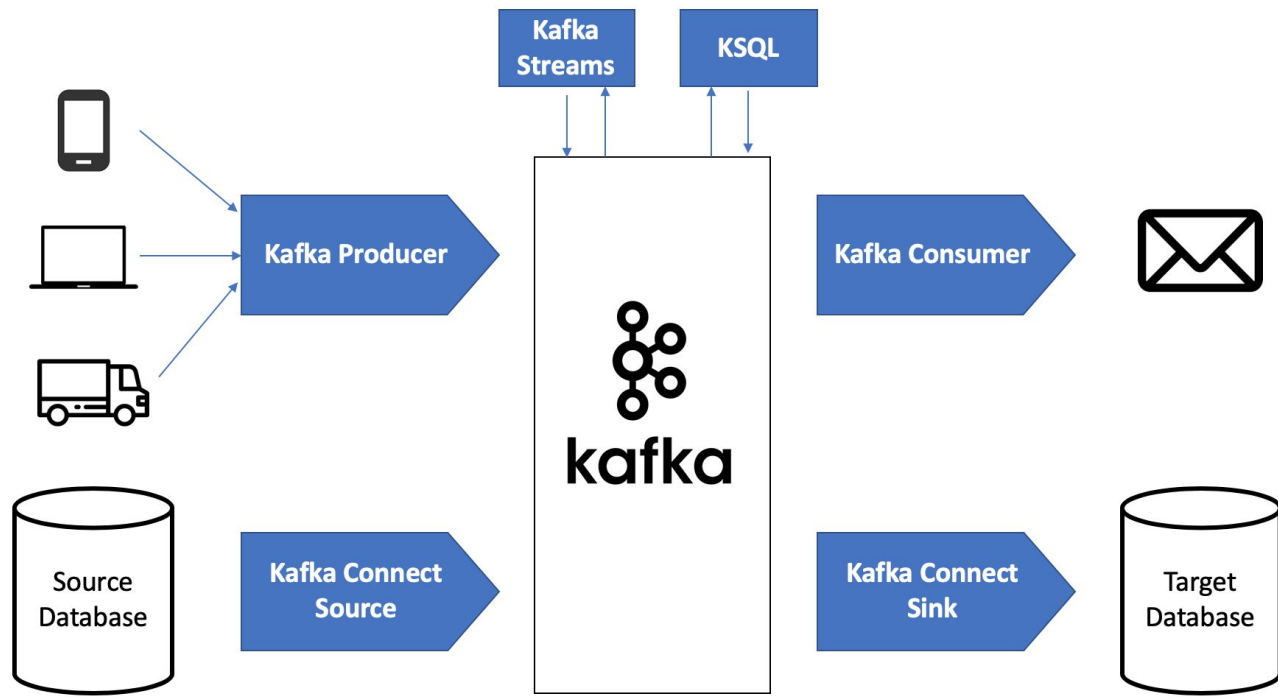 Kafka
Streams
KSQL
Kafka Producer
Kafka Consumer
kafka
Source
Database
Kafka Connect
Source
Kafka Connect
Sink
Target
Database